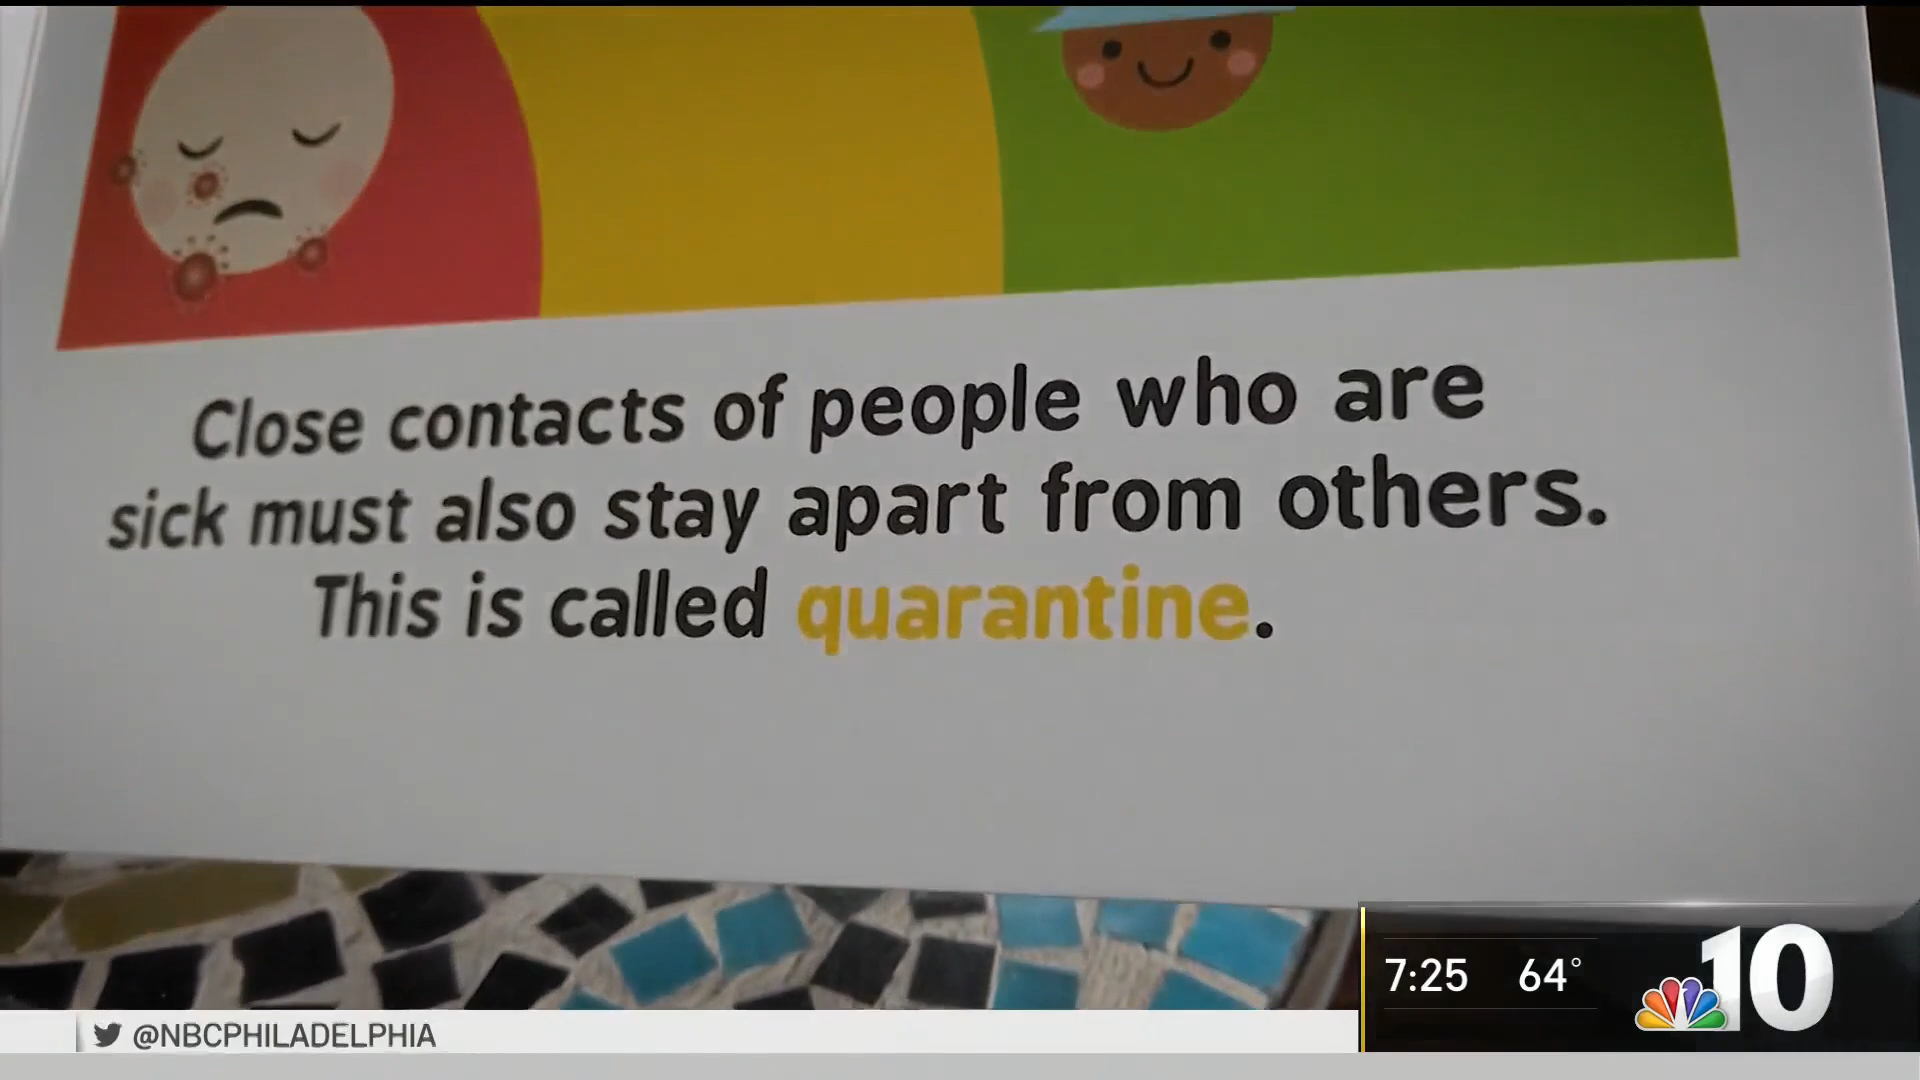 Close contacts of people who are
sick must also stay apart from others.
This is called quarantine.
7:25 64°
10
@NBCPHILADELPHIA